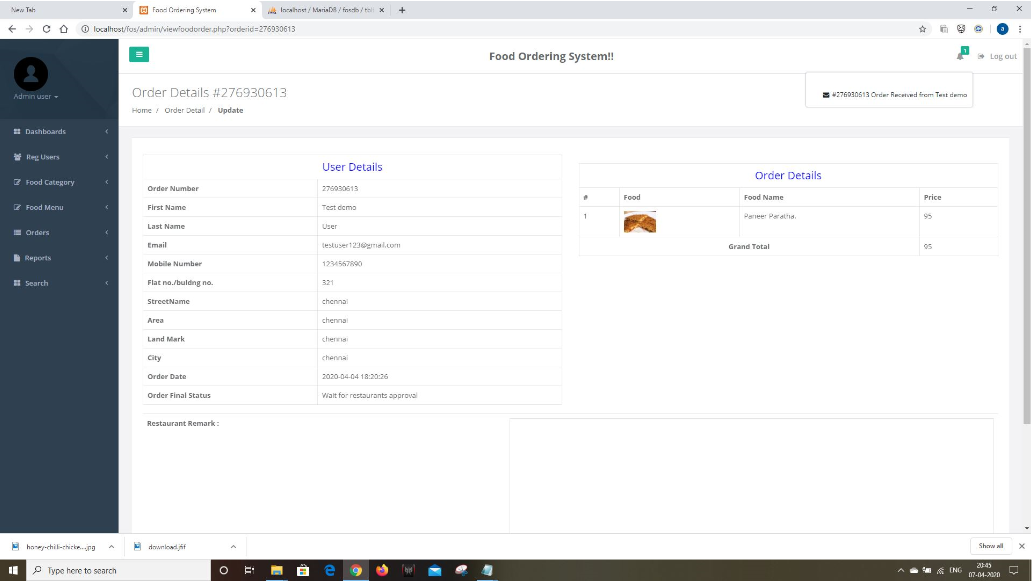 New Tab
Food Ordering System
localhost / MariaDB / fosdb / tbl
localhost/fos/admin/viewfoodorder.php?orderid=276930613
a
Food Ordering System!!
1
Log out
Admin user
Order Details #276930613
Home / Order Detail / Update
#276930613 Order Received from Test demo
Dashboards
Reg Users
Food Category
Food Menu
Orders
Reports
Search
User Details
Order Number 276930613
First Name Test demo
Last Name User
Email testuser123@gmail.com
Mobile Number 1234567890
Flat no./buldng no. 321
StreetName chennai
Area chennai
Land Mark chennai
City chennai
Order Date 2020-04-04 18:20:26
Order Final Status Wait for restaurants approval
Order Details
# Food Food Name Price
1 Paneer Paratha. 95
Grand Total 95
Restaurant Remark :
honey-chilli-chicke....jpg
download.jfif
Show all
Type here to search
ENG
20:45
07-04-2020